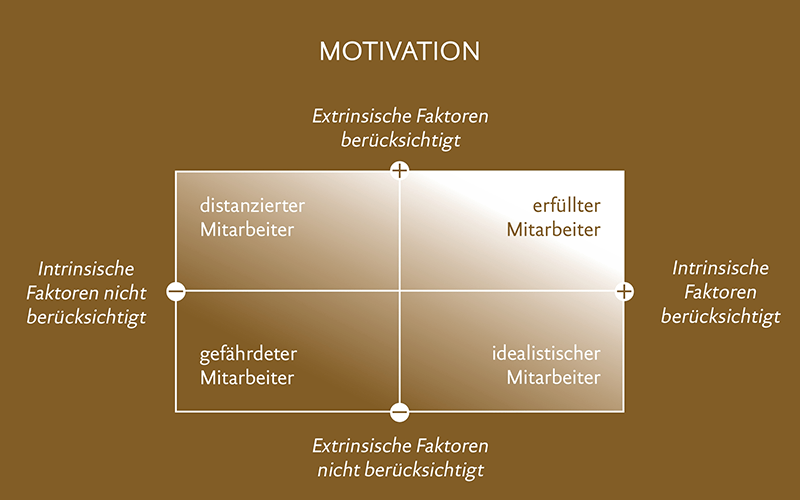 MOTIVATION
Extrinsische Faktoren
berücksichtigt
+
distanzierter
Mitarbeiter
erfüllter
Mitarbeiter
Intrinsische
Faktoren nicht
berücksichtigt
−
+
Intrinsische
Faktoren
berücksichtigt
gefährdeter
Mitarbeiter
idealistischer
Mitarbeiter
−
Extrinsische Faktoren
nicht berücksichtigt